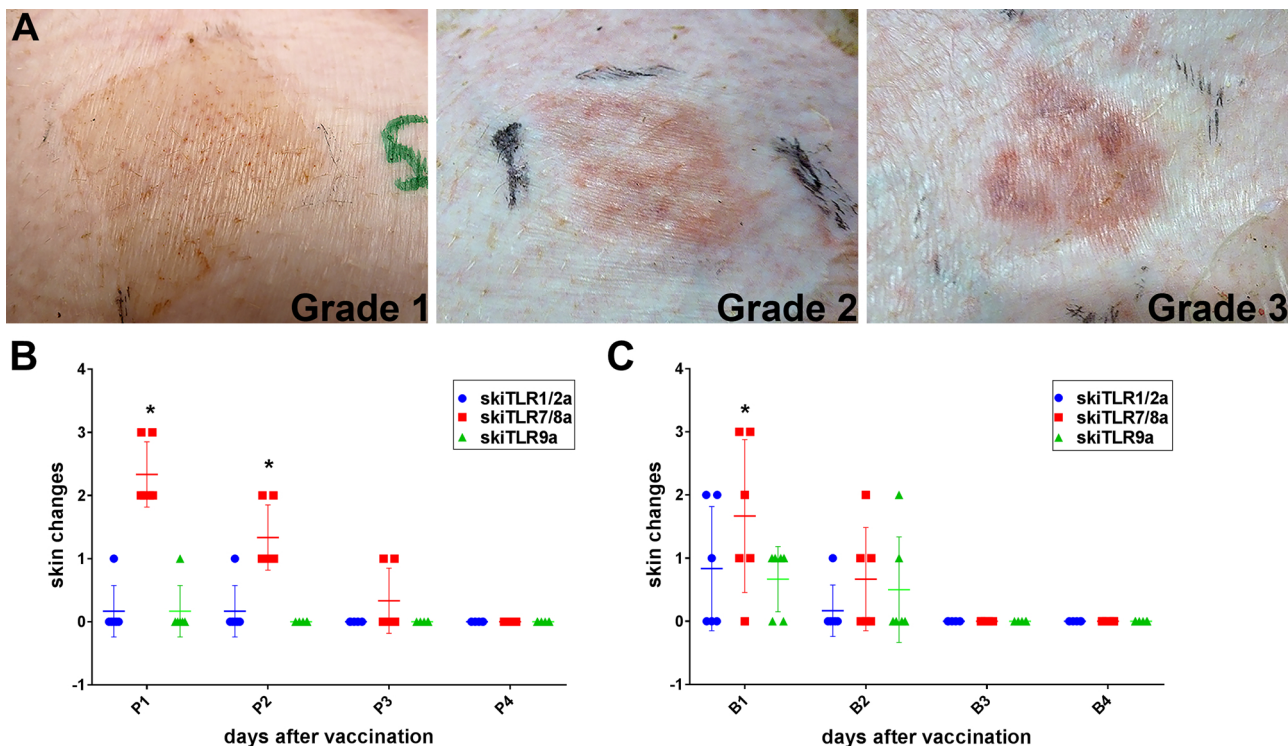 A
S
Grade 1
Grade 2
Grade 3
B
4
3
2
1
0
-1
skin changes
skiTLR1/2a
skiTLR7/8a
skiTLR9a
*
*
P1
P2
P3
P4
days after vaccination
C
4
3
2
1
0
-1
skin changes
skiTLR1/2a
skiTLR7/8a
skiTLR9a
*
B1
B2
B3
B4
days after vaccination